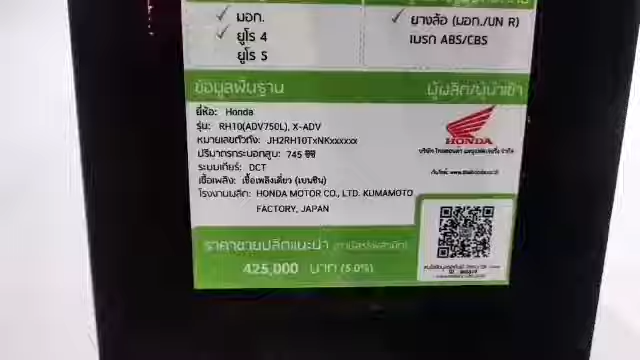 ✓ มอก.
✓ ยูโร 4
ยูโร 5
✓ ยางล้อ (มอก./UN R)
เบรก ABS/CBS
ข้อมูลพื้นฐาน
ผู้ผลิต/ผู้นำเข้า
ยี่ห้อ: Honda
รุ่น: RH10(ADV750L), X-ADV
หมายเลขตัวถัง: JH2RH10TxNKxxxxxx
ปริมาตรกระบอกสูบ: 745 ซีซี
ระบบเกียร์: DCT
เชื้อเพลิง: เชื้อเพลิงเดี่ยว (เบนซิน)
โรงงานผลิต: HONDA MOTOR CO., LTD. KUMAMOTO
FACTORY, JAPAN
HONDA
ราคาขายปลีกแนะนำ
425,000 บาท (5.0%)